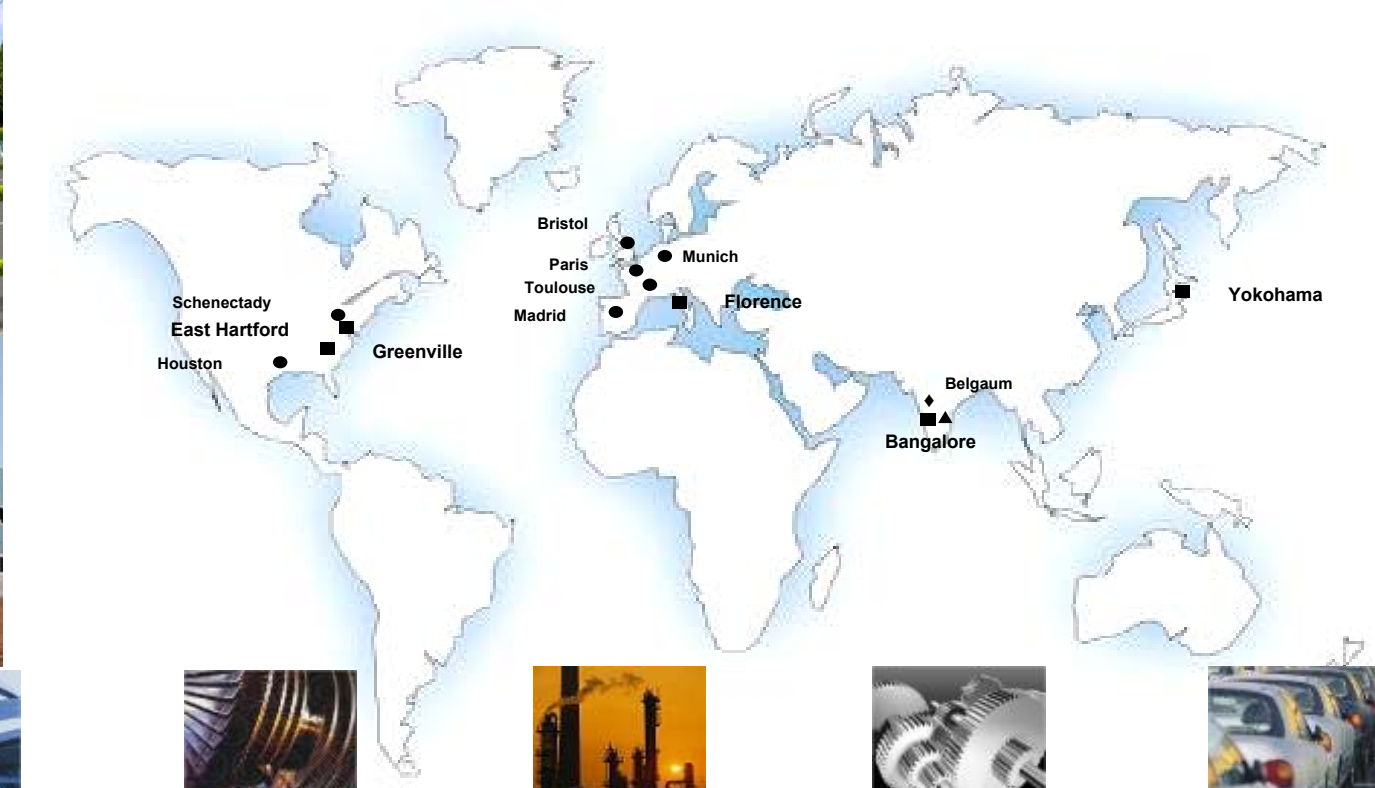 Bristol
Munich
Paris
Toulouse
Florence
Madrid
Yokohama
Schenectady
East Hartford
Greenville
Houston
Belgaum
Bangalore